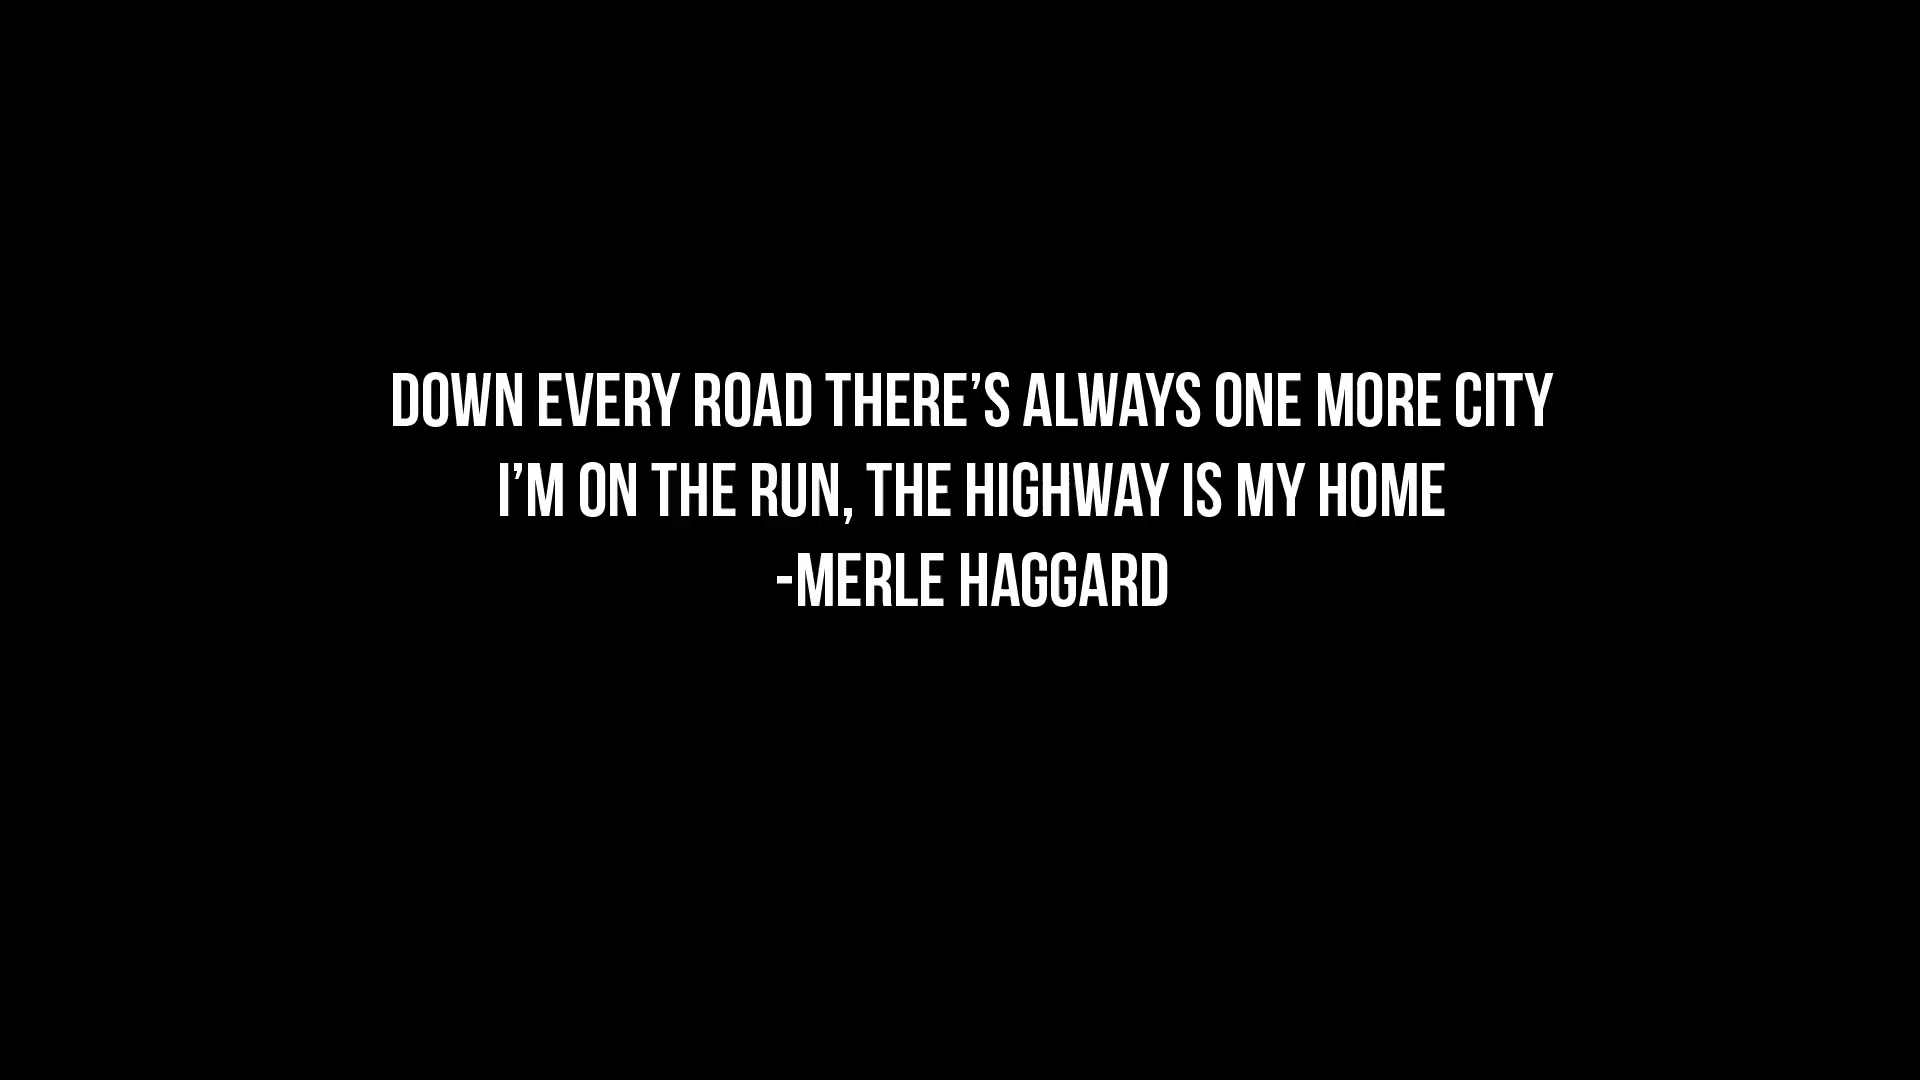 DOWN EVERY ROAD THERE’S ALWAYS ONE MORE CITY
I’M ON THE RUN, THE HIGHWAY IS MY HOME
-MERLE HAGGARD